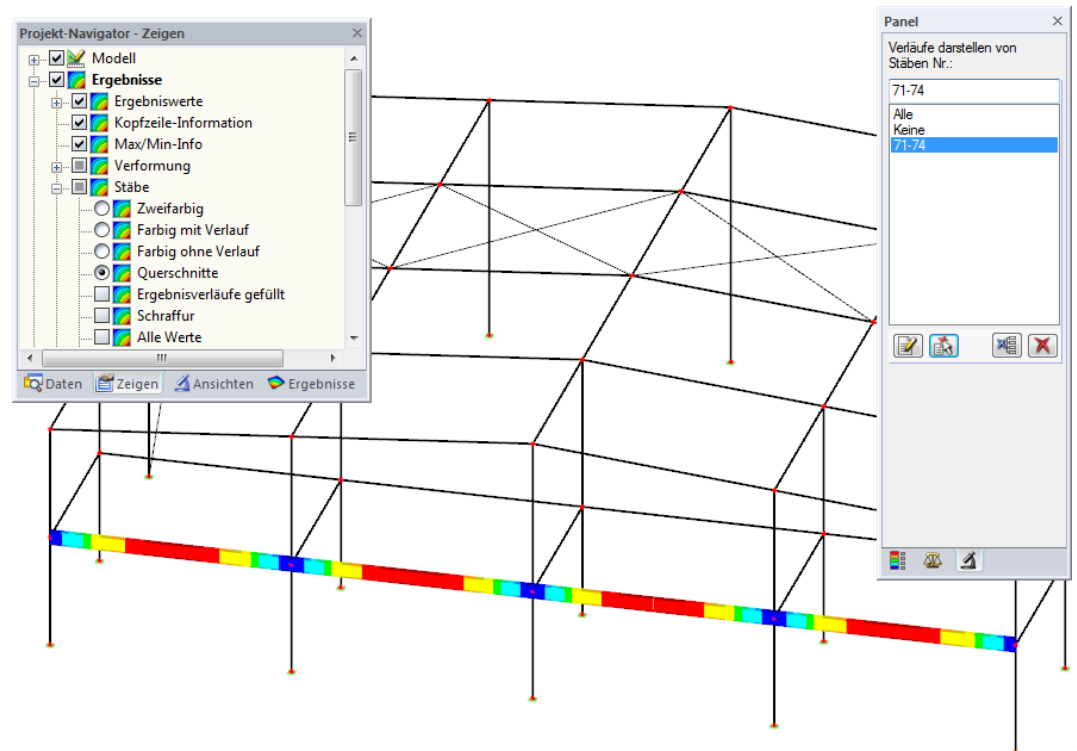 Projekt-Navigator - Zeigen
Modell
Ergebnisse
Ergebniswerte
Kopfzeile-Information
Max/Min-Info
Verformung
Stäbe
Zweifarbig
Farbig mit Verlauf
Farbig ohne Verlauf
Querschnitte
Ergebnisverläufe gefüllt
Schraffur
Alle Werte
Daten Zeigen Ansichten Ergebnisse
Panel
Verläufe darstellen von
Stäben Nr.:
71-74
Alle
Keine
71-74